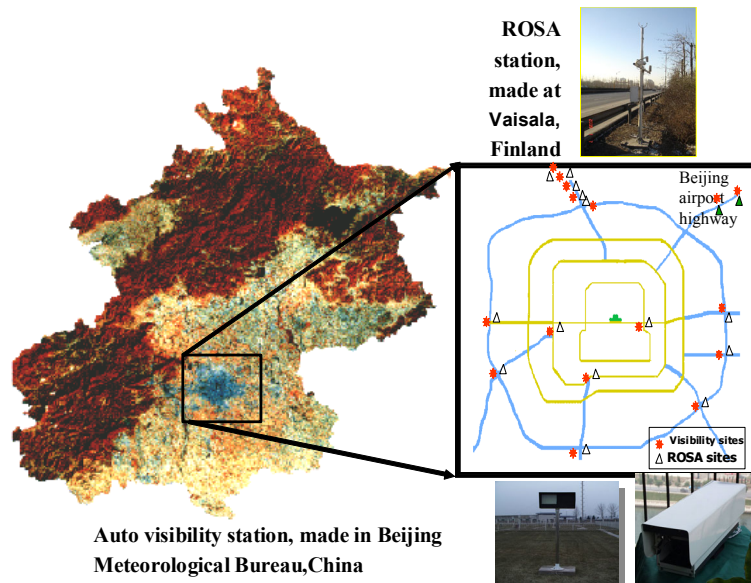 ROSA
station,
made at
Vaisala,
Finland
Beijing
airport
highway
Visibility sites
ROSA sites
Auto visibility station, made in Beijing
Meteorological Bureau,China